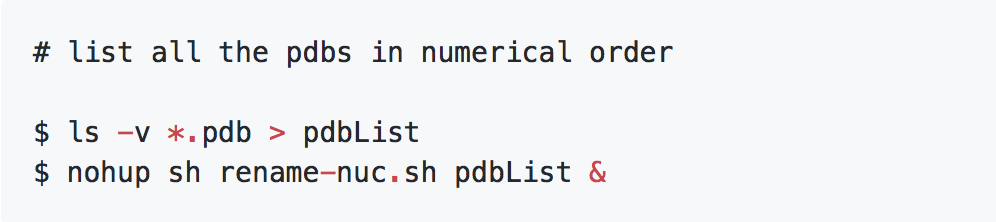 # list all the pdbs in numerical order
$ ls -v *.pdb > pdbList
$ nohup sh rename-nuc.sh pdbList &